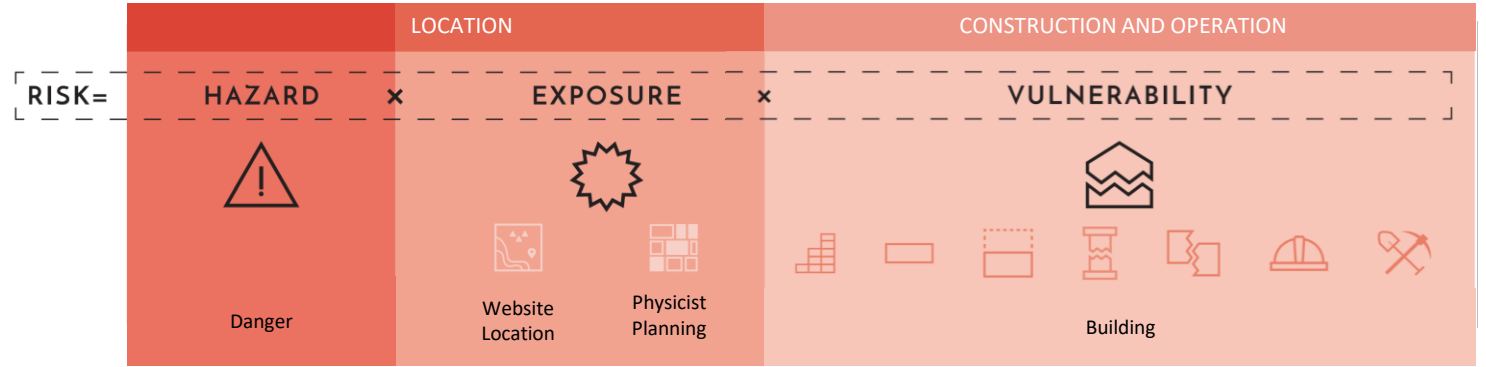 LOCATION
CONSTRUCTION AND OPERATION
RISK= HAZARD × EXPOSURE × VULNERABILITY
Danger
Website
Location
Physicist
Planning
Building